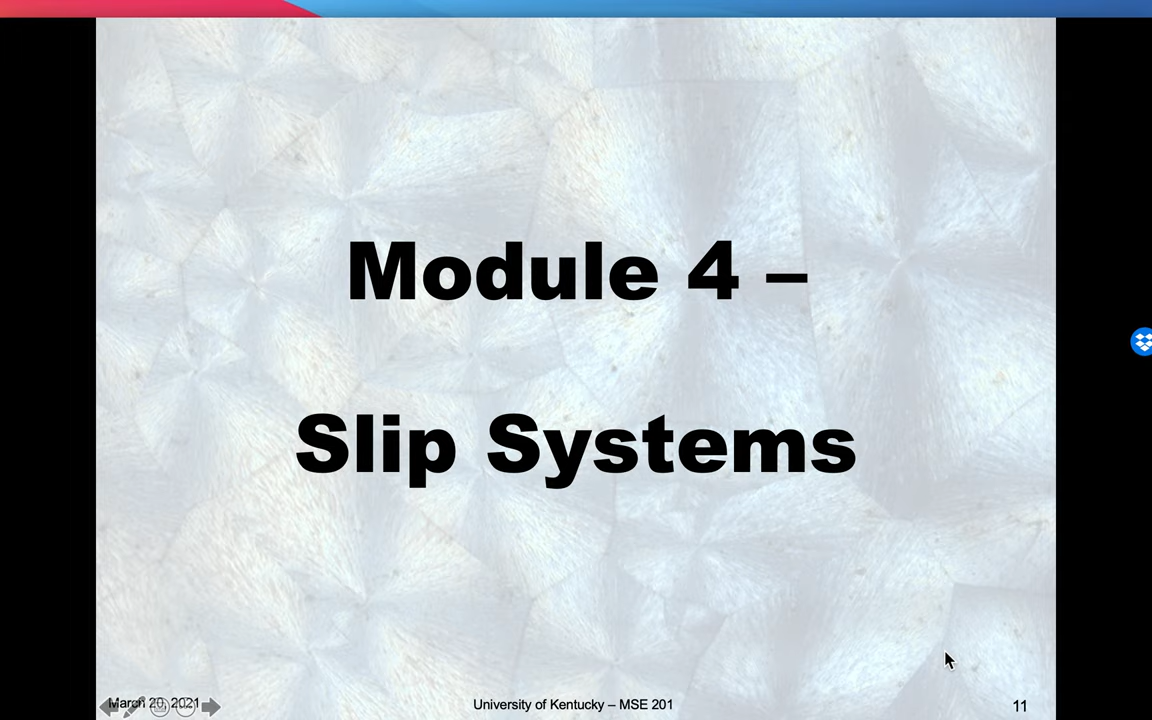 Module 4 –
Slip Systems
March 20, 2021
University of Kentucky – MSE 201
11